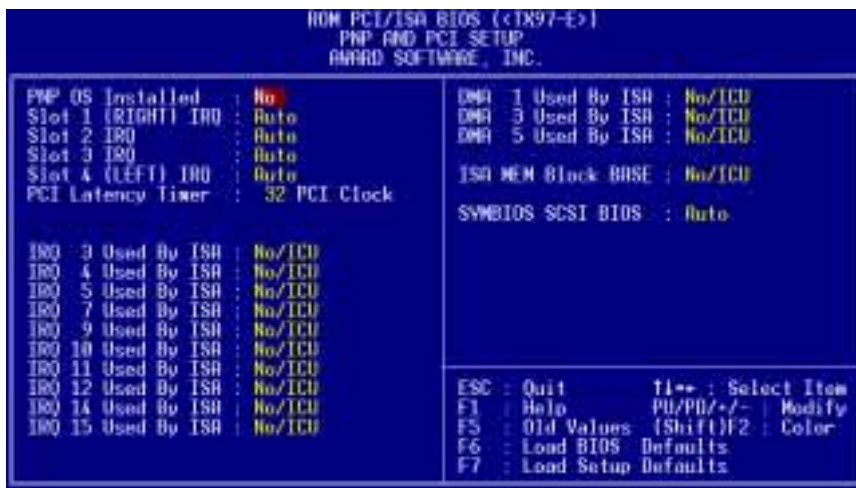 ROM PCI/ISA BIOS (<TX97-E>)
PNP AND PCI SETUP
AWARD SOFTWARE, INC.
PNP OS Installed : No
Slot 1 (RIGHT) IRQ : Auto
Slot 2 IRQ : Auto
Slot 3 IRQ : Auto
Slot 4 (LEFT) IRQ : Auto
PCI Latency Timer : 32 PCI Clock
IRQ 3 Used By ISA : No/ICU
IRQ 4 Used By ISA : No/ICU
IRQ 5 Used By ISA : No/ICU
IRQ 7 Used By ISA : No/ICU
IRQ 9 Used By ISA : No/ICU
IRQ 10 Used By ISA : No/ICU
IRQ 11 Used By ISA : No/ICU
IRQ 12 Used By ISA : No/ICU
IRQ 14 Used By ISA : No/ICU
IRQ 15 Used By ISA : No/ICU
DMA 1 Used By ISA : No/ICU
DMA 3 Used By ISA : No/ICU
DMA 5 Used By ISA : No/ICU
ISA MEM Block BASE : No/ICU
SYMBIOS SCSI BIOS : Auto
ESC : Quit ↑↓→← : Select Item
F1 : Help PU/PD/+/- : Modify
F5 : Old Values (Shift)F2 : Color
F6 : Load BIOS Defaults
F7 : Load Setup Defaults